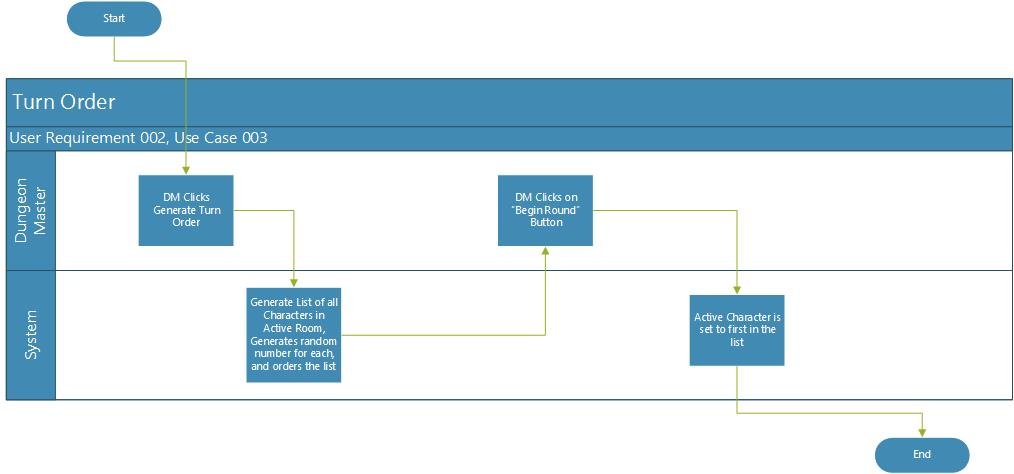 Start
Turn Order
User Requirement 002, Use Case 003
Dungeon
Master
DM Clicks
Generate Turn
Order
DM Clicks on
"Begin Round"
Button
System
Generate List of all
Characters in
Active Room,
Generates random
number for each,
and orders the list
Active Character is
set to first in the
list
End